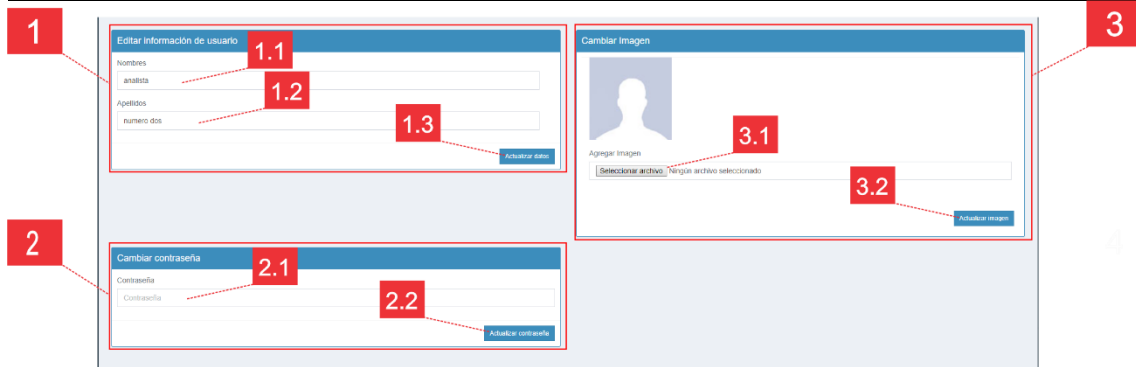 1
Editar información de usuario
1.1
Nombres
analista
1.2
Apellidos
numero dos
1.3
Actualizar datos
2
Cambiar contraseña
2.1
Contraseña
Contraseña
2.2
Actualizar contraseña
3
Cambiar Imagen
3.1
Agregar Imagen
Seleccionar archivo Ningún archivo seleccionado
3.2
Actualizar imagen